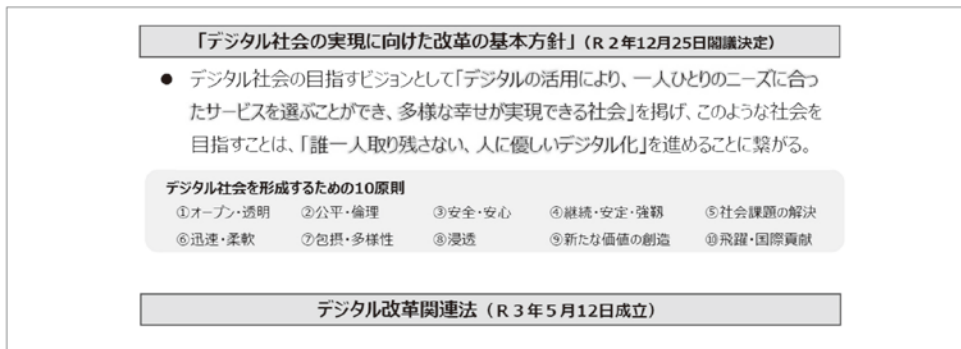 「デジタル社会の実現に向けた改革の基本方針」（R２年12月25日閣議決定）
● デジタル社会の目指すビジョンとして「デジタルの活用により、一人ひとりのニーズに合っ
たサービスを選ぶことができ、多様な幸せが実現できる社会」を掲げ、このような社会を
目指すことは、「誰一人取り残さない、人に優しいデジタル化」を進めることに繋がる。
デジタル社会を形成するための10原則
①オープン・透明 ②公平・倫理 ③安全・安心 ④継続・安定・強靱 ⑤社会課題の解決
⑥迅速・柔軟 ⑦包摂・多様性 ⑧浸透 ⑨新たな価値の創造 ⑩飛躍・国際貢献
デジタル改革関連法（R３年５月12日成立）